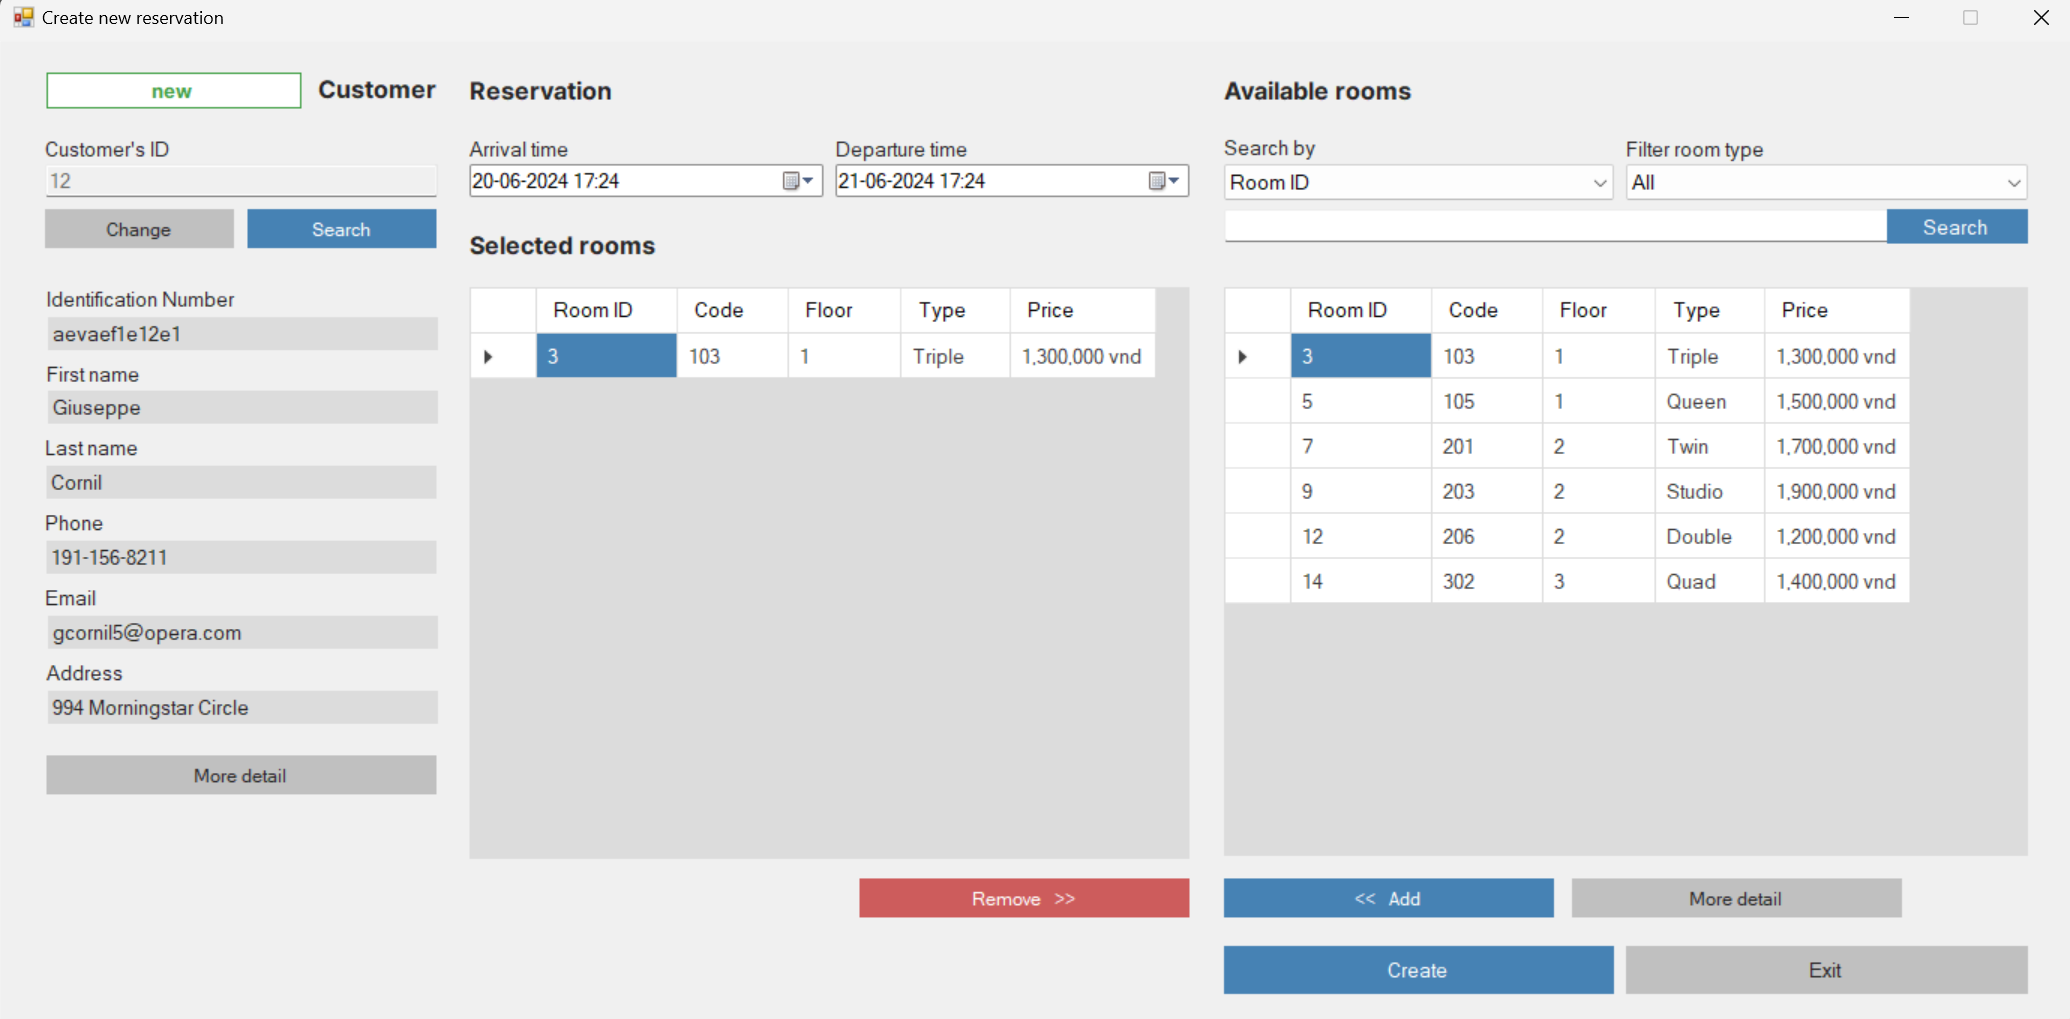 Create new reservation
new Customer
Customer's ID
12
Change Search
Identification Number
aevaef1e12e1
First name
Giuseppe
Last name
Cornil
Phone
191-156-8211
Email
gcornil5@opera.com
Address
994 Morningstar Circle
More detail
Reservation
Arrival time Departure time
20-06-2024 17:24 21-06-2024 17:24
Selected rooms
Room ID Code Floor Type Price
3 103 1 Triple 1,300,000 vnd
Remove >>
Available rooms
Search by Filter room type
Room ID All
Search
Room ID Code Floor Type Price
3 103 1 Triple 1,300,000 vnd
5 105 1 Queen 1,500,000 vnd
7 201 2 Twin 1,700,000 vnd
9 203 2 Studio 1,900,000 vnd
12 206 2 Double 1,200,000 vnd
14 302 3 Quad 1,400,000 vnd
<< Add More detail
Create Exit